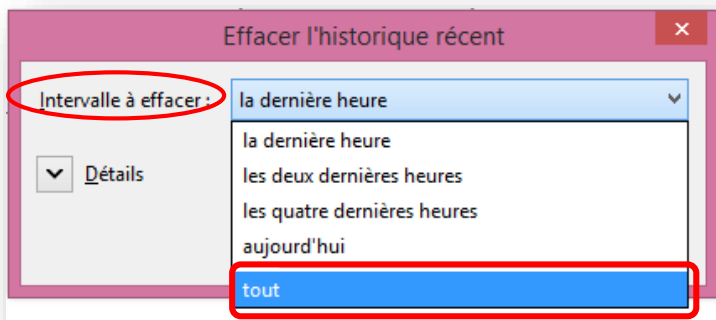 Effacer l'historique récent
Intervalle à effacer : la dernière heure
la dernière heure
Détails les deux dernières heures
les quatre dernières heures
aujourd'hui
tout